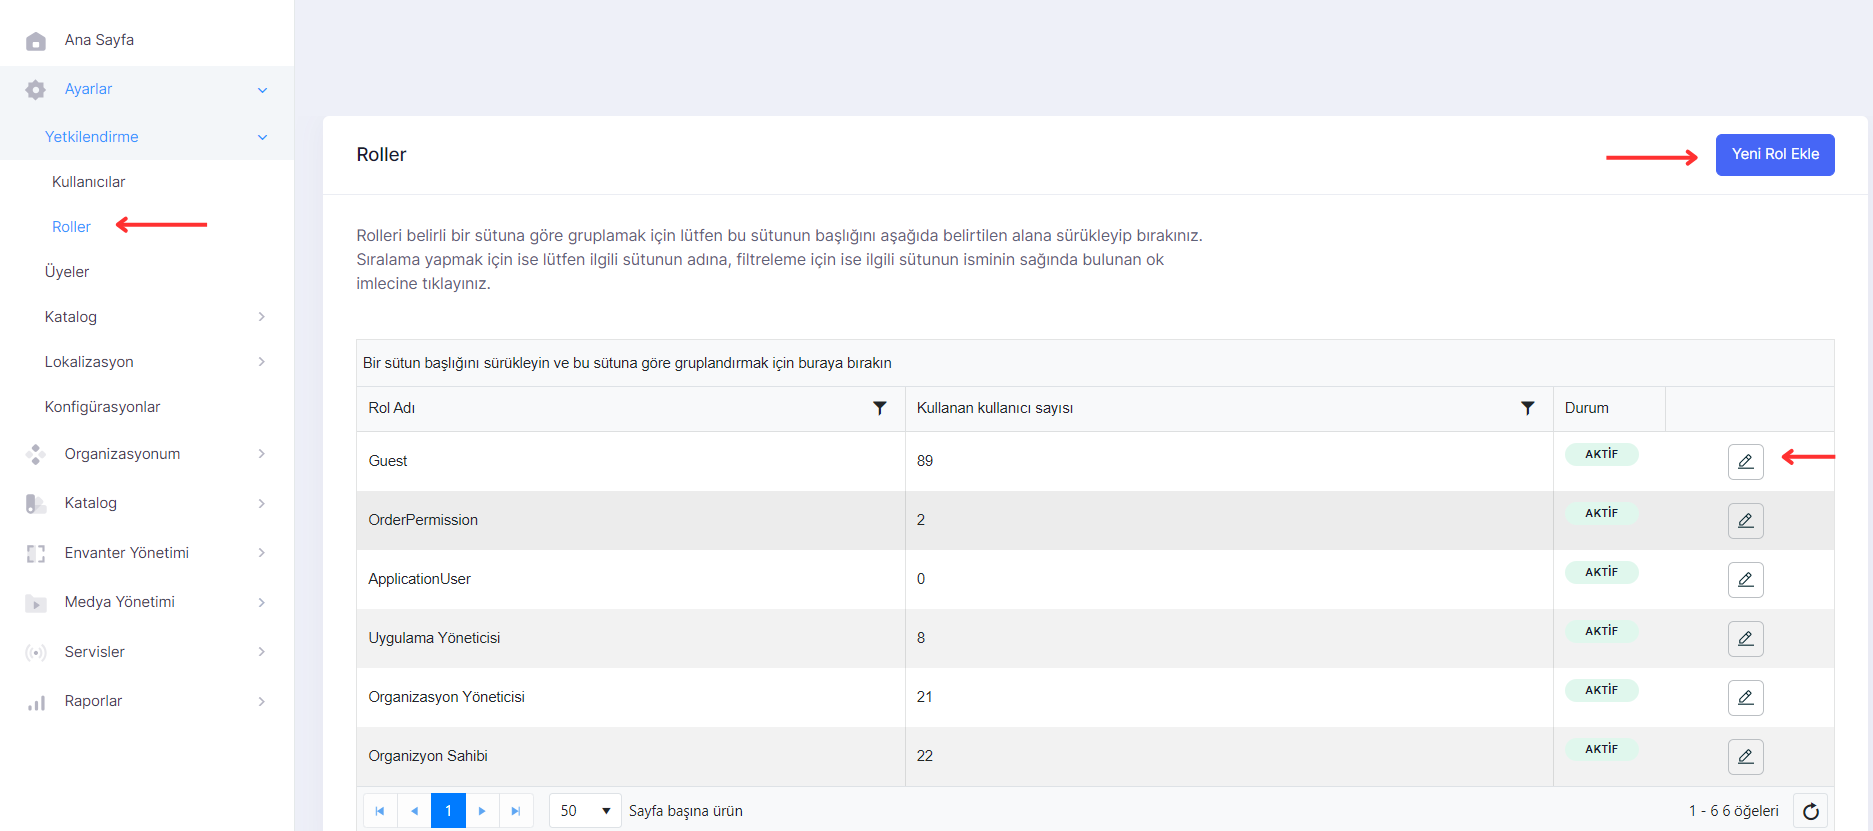 Ana Sayfa
Ayarlar
Yetkilendirme
Kullanıcılar
Roller
Üyeler
Katalog
Lokalizasyon
Konfigürasyonlar
Organizasyonum
Katalog
Envanter Yönetimi
Medya Yönetimi
Servisler
Raporlar
Roller
Yeni Rol Ekle
Rolleri belirli bir sütuna göre gruplamak için lütfen bu sütunun başlığını aşağıda belirtilen alana sürükleyip bırakınız.
Sıralama yapmak için ise lütfen ilgili sütunun adına, filtreleme için ise ilgili sütunun isminin sağında bulunan ok
imlecine tıklayınız.
Bir sütun başlığını sürükleyin ve bu sütuna göre gruplandırmak için buraya bırakın
Rol Adı Kullanan kullanıcı sayısı Durum
Guest 89 AKTİF
OrderPermission 2 AKTİF
ApplicationUser 0 AKTİF
Uygulama Yöneticisi 8 AKTİF
Organizasyon Yöneticisi 21 AKTİF
Organizyon Sahibi 22 AKTİF
1 50 Sayfa başına ürün 1 - 6 6 öğeleri